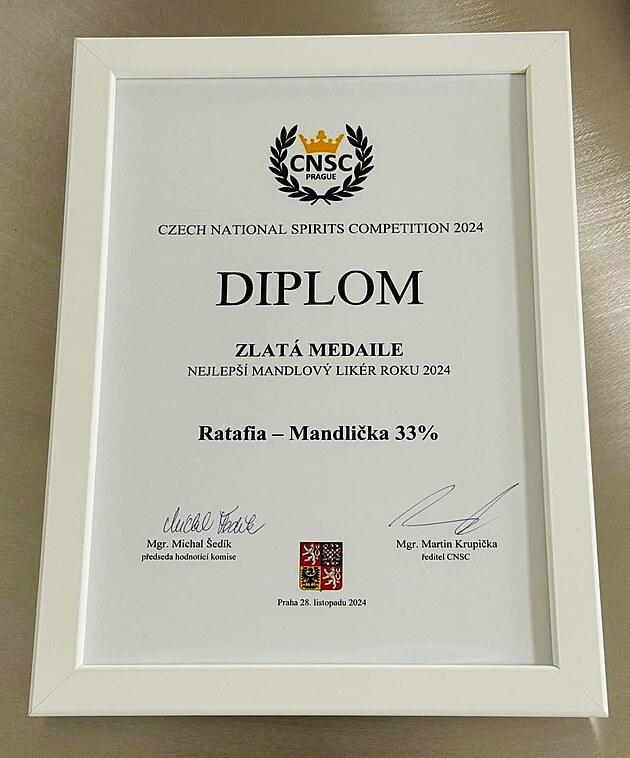 CNSC
PRAGUE
CZECH NATIONAL SPIRITS COMPETITION 2024
DIPLOM
ZLATÁ MEDAILE
NEJLEPŠÍ MANDLOVÝ LIKÉR ROKU 2024
Ratafia – Mandlička 33%
Mgr. Michal Šedík
předseda hodnotící komise
Mgr. Martin Krupička
ředitel CNSC
Praha 28. listopadu 2024